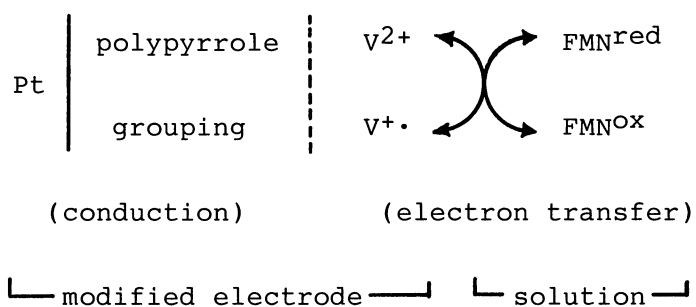 polypyrrole V2+ FMNred
Pt
grouping V+· FMNox
(conduction) (electron transfer)
modified electrode solution